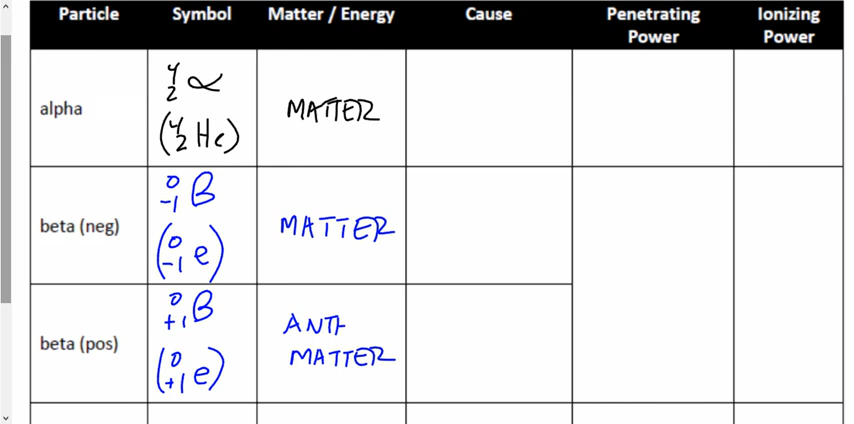 Particle Symbol Matter / Energy Cause Penetrating Power Ionizing Power
alpha
4 2 α
(4 2 He)
MATTER
beta (neg)
0 -1 β
(0 -1 e)
MATTER
beta (pos)
0 +1 β
(0 +1 e)
ANTI-
MATTER